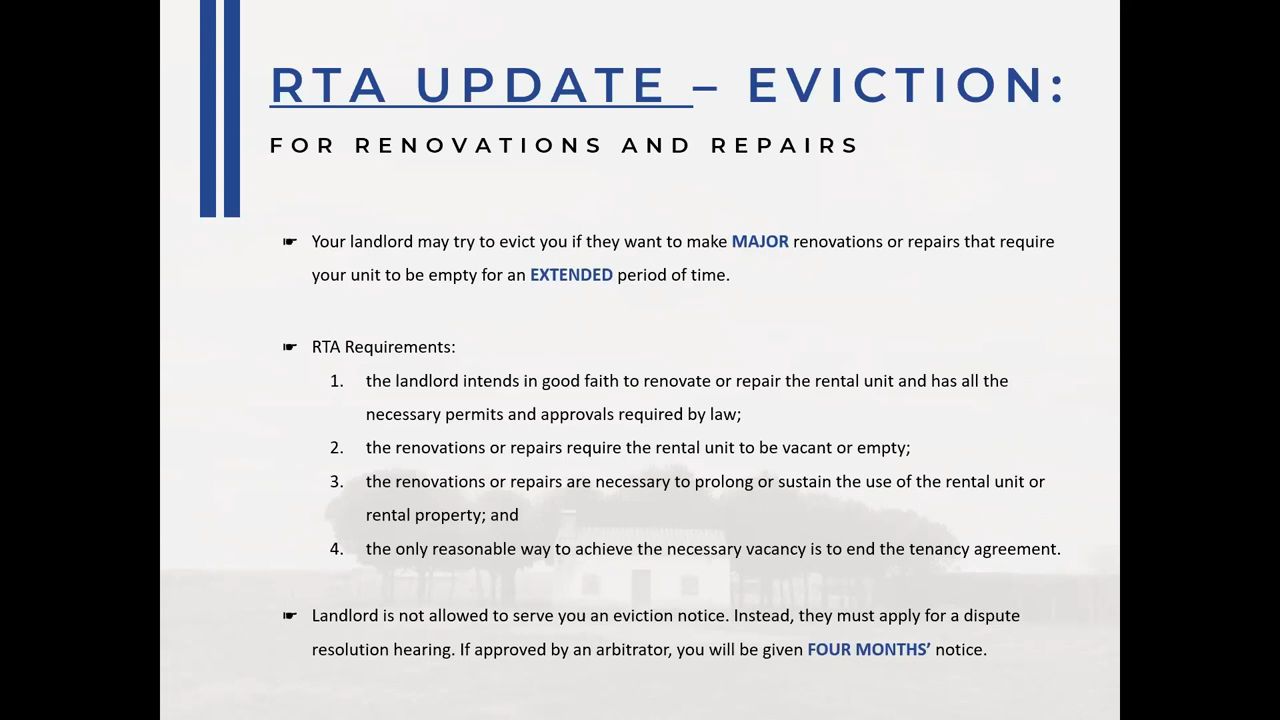 RTA UPDATE – EVICTION:
FOR RENOVATIONS AND REPAIRS
☛ Your landlord may try to evict you if they want to make MAJOR renovations or repairs that require
your unit to be empty for an EXTENDED period of time.
☛ RTA Requirements:
1. the landlord intends in good faith to renovate or repair the rental unit and has all the
necessary permits and approvals required by law;
2. the renovations or repairs require the rental unit to be vacant or empty;
3. the renovations or repairs are necessary to prolong or sustain the use of the rental unit or
rental property; and
4. the only reasonable way to achieve the necessary vacancy is to end the tenancy agreement.
☛ Landlord is not allowed to serve you an eviction notice. Instead, they must apply for a dispute
resolution hearing. If approved by an arbitrator, you will be given FOUR MONTHS’ notice.